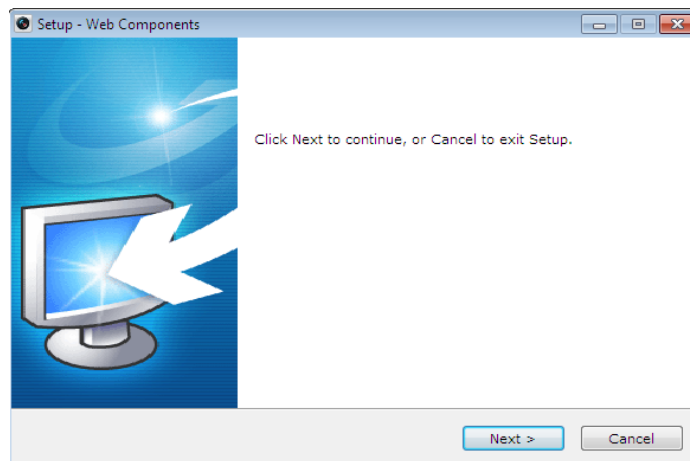 Setup - Web Components
Click Next to continue, or Cancel to exit Setup.
Next >
Cancel